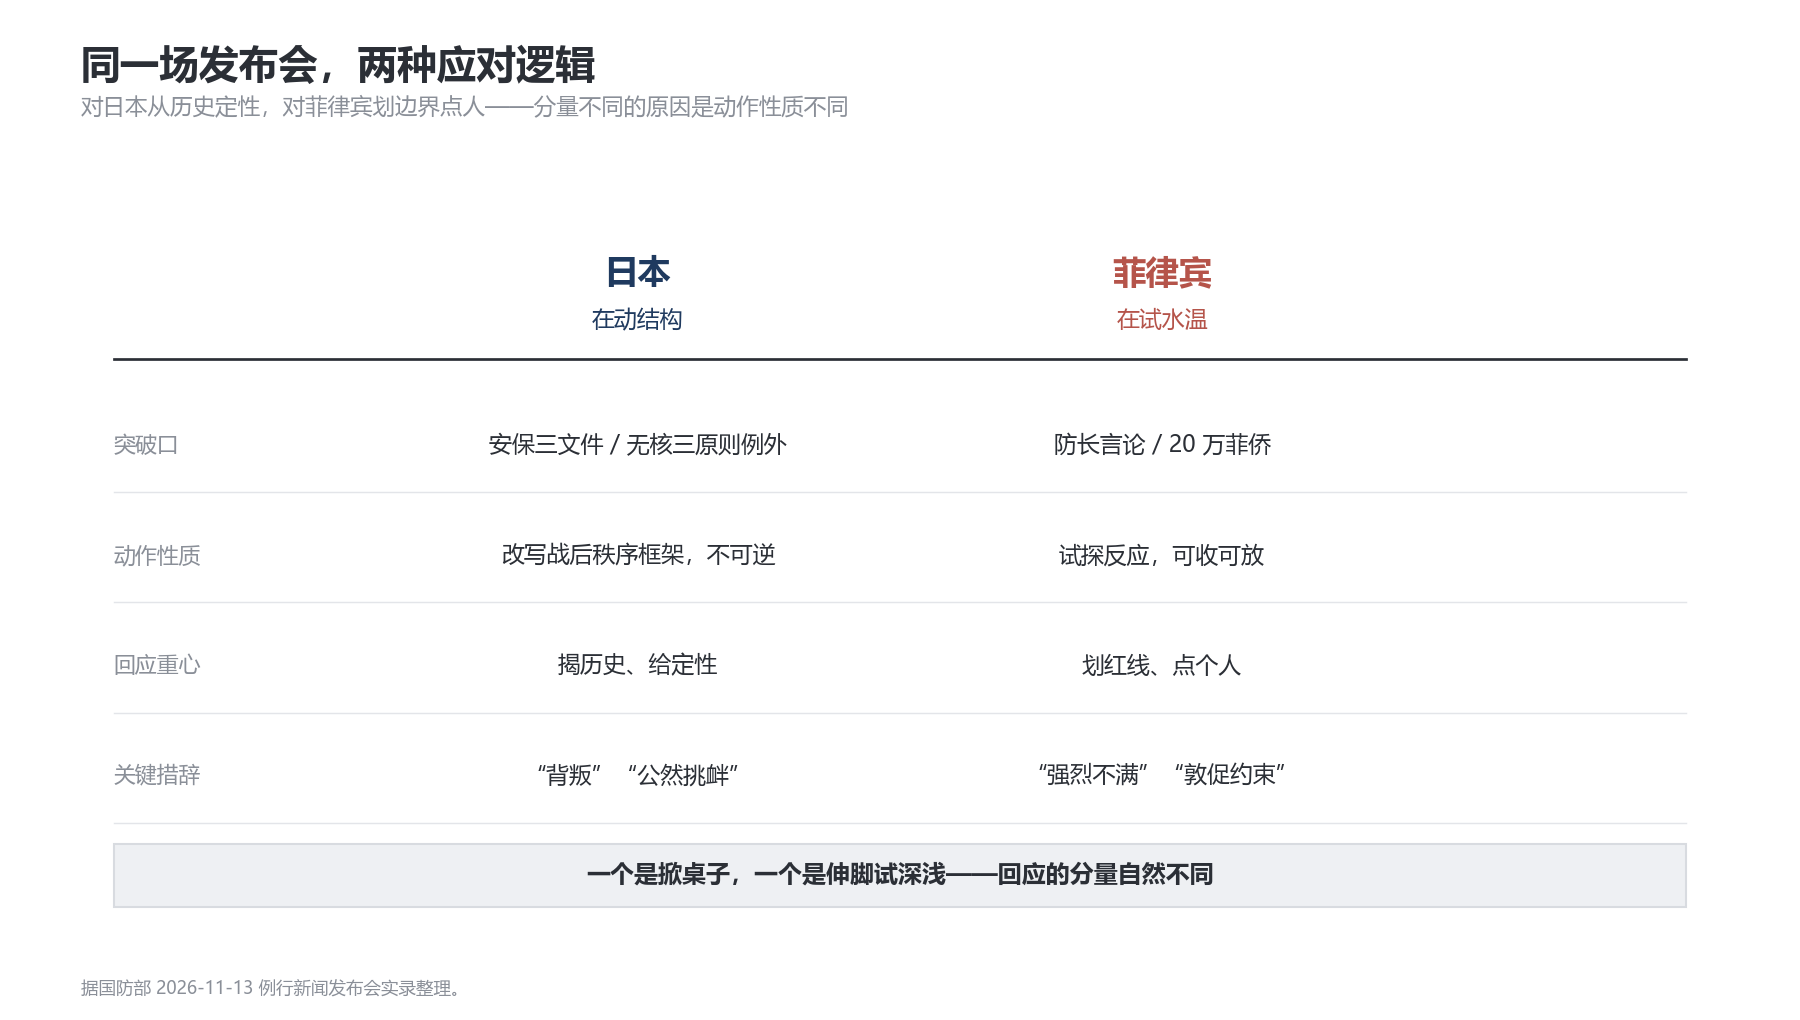 同一场发布会，两种应对逻辑
对日本从历史定性，对菲律宾划边界点人——分量不同的原因是动作性质不同
日本 菲律宾
在动结构 在试水温
突破口 安保三文件 / 无核三原则例外 防长言论 / 20 万菲侨
动作性质 改写战后秩序框架，不可逆 试探反应，可收可放
回应重心 揭历史、给定性 划红线、点个人
关键措辞 “背叛” “公然挑衅” “强烈不满” “敦促约束”
一个是掀桌子，一个是伸脚试深浅——回应的分量自然不同
据国防部 2026-11-13 例行新闻发布会实录整理。